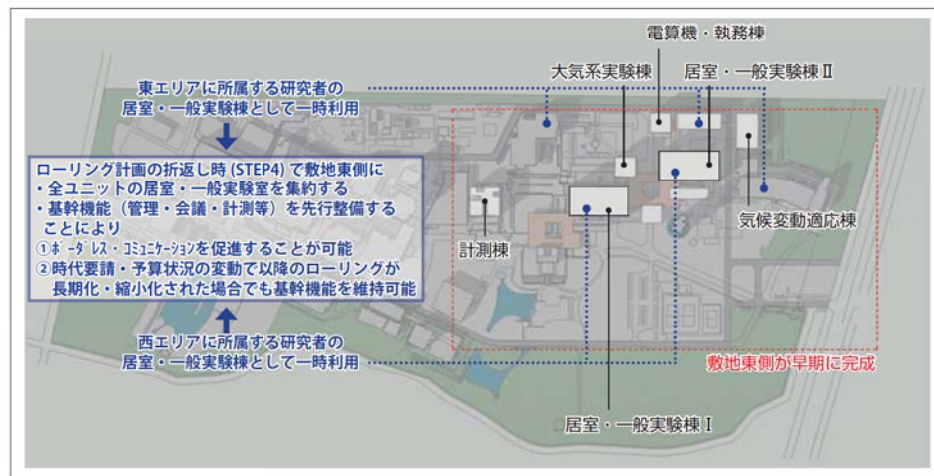 電算機・執務棟
大気系実験棟
居室・一般実験棟Ⅱ
東エリアに所属する研究者の
居室・一般実験棟として一時利用
ローリング計画の折返し時 (STEP4) で敷地東側に
・全ユニットの居室・一般実験室を集約する
・基幹機能（管理・会議・計測等）を先行整備する
ことにより
①ボーダレス・コミュニケーションを促進することが可能
②時代要請・予算状況の変動で以降のローリングが
長期化・縮小化された場合でも基幹機能を維持可能
計測棟
気候変動適応棟
西エリアに所属する研究者の
居室・一般実験棟として一時利用
敷地東側が早期に完成
居室・一般実験棟Ⅰ